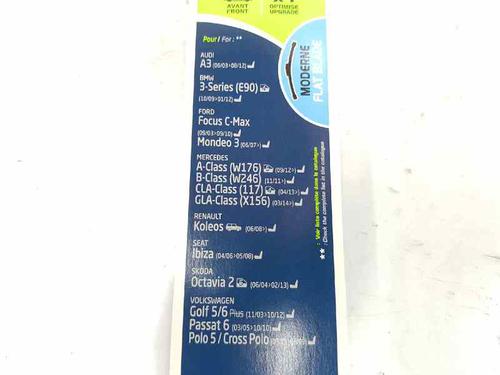 AVANT
FRONT
OPTIMISE
UPGRADE
Pour / For : **
MODERNE
FLAT BLADE
AUDI
A3 (06/03>08/12)
BMW
3-Series (E90)
(10/09>01/12)
FORD
Focus C-Max
(09/03>09/10)
Mondeo 3 (06/07>)
MERCEDES
A-Class (W176) (09/12>)
B-Class (W246) (11/11>)
CLA-Class (117) (04/13>)
GLA-Class (X156) (03/14>)
RENAULT
Koleos (06/08>)
SEAT
Ibiza (04/06>05/08)
SKODA
Octavia 2 (06/04>02/13)
VOLKSWAGEN
Golf 5/6 Plus (11/03>10/12)
Passat 6 (03/05>10/10)
Polo 5 / Cross Polo
** : Voir liste complète dans le catalogue
** : Check the complete list in the catalogue